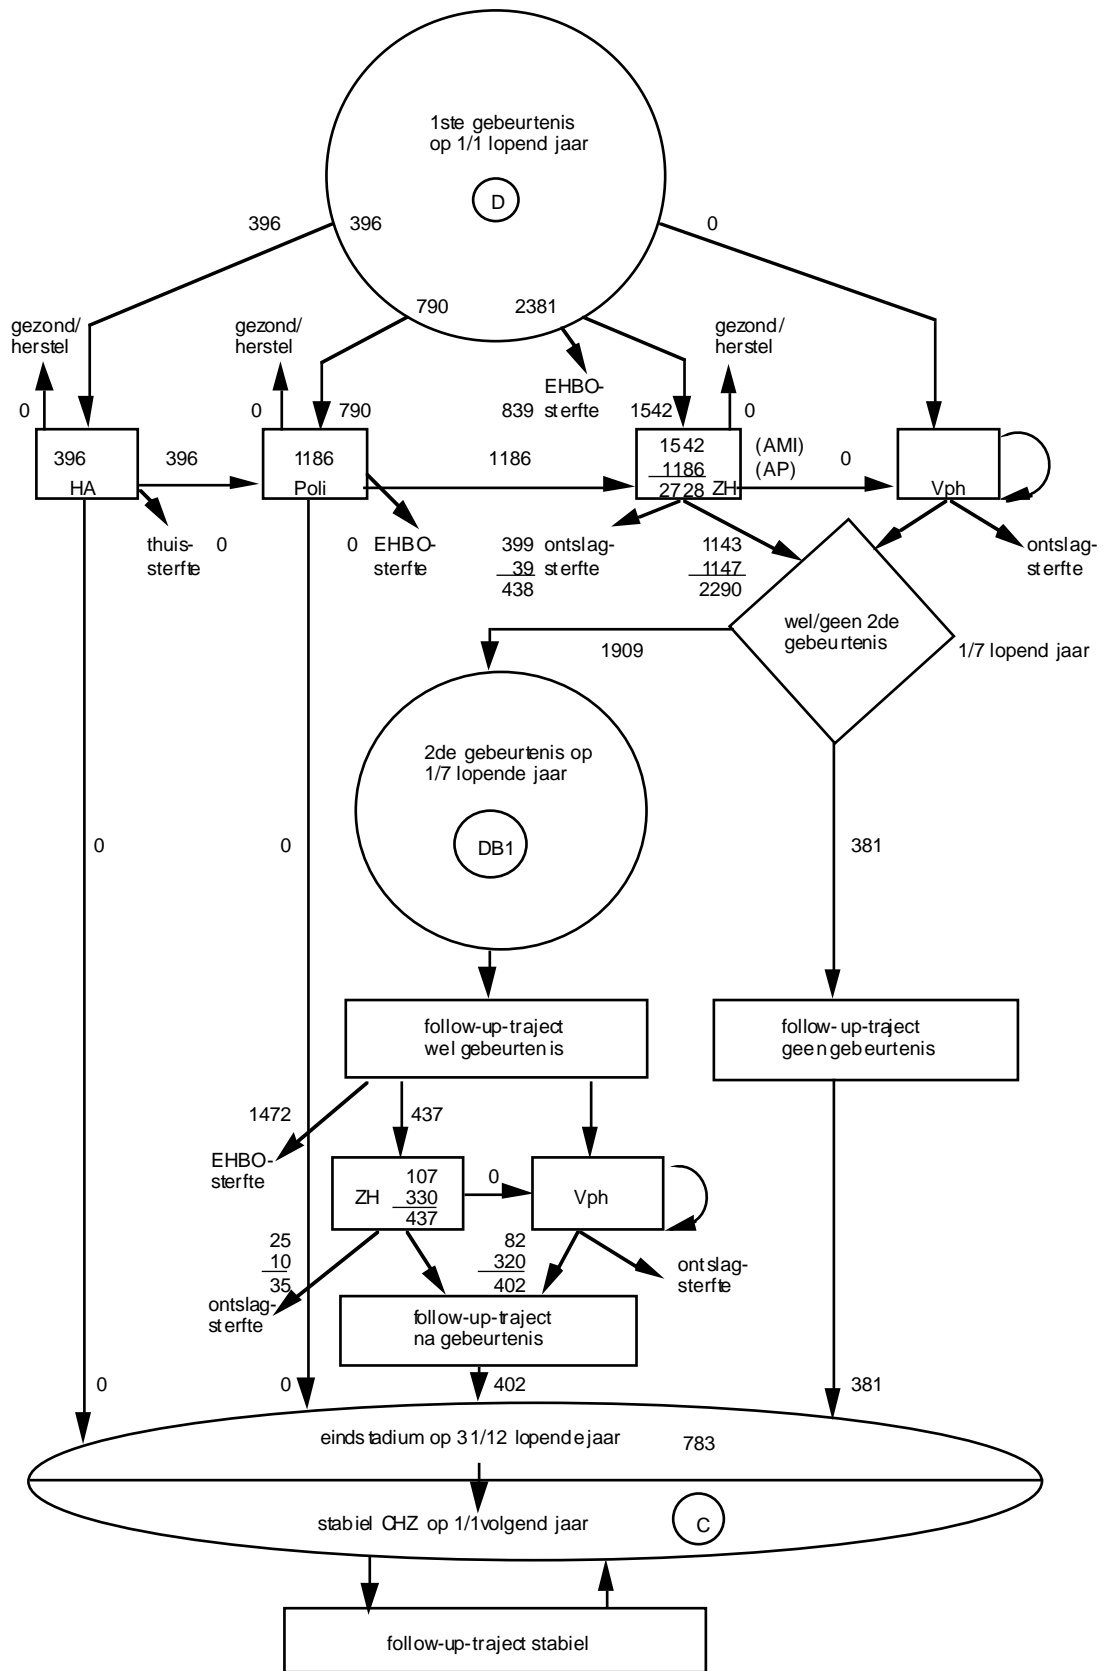 1ste gebeurtenis
op 1/1 lopend jaar
D
396
396
0
790
2381
gezond/
herstel
gezond/
herstel
gezond/
herstel
EHBO-
sterfte
0
0
790
839
1542
0
396
HA
396
1186
Poli
1186
1542
1186
2728 ZH
(AMI)
(AP)
0
Vph
thuis-
sterfte
0
0
EHBO-
sterfte
399
39
438
ontslag-
sterfte
1143
1147
2290
ontslag-
sterfte
wel/geen 2de
gebeurtenis
1/7 lopend jaar
1909
2de gebeurtenis op
1/7 lopende jaar
DB1
0
0
381
follow-up-traject
wel gebeurtenis
follow-up-traject
geen gebeurtenis
1472
437
EHBO-
sterfte
ZH
107
330
437
0
Vph
25
10
35
82
320
402
ontslag-
sterfte
ontslag-
sterfte
follow-up-traject
na gebeurtenis
0
0
402
381
eindstadium op 31/12 lopende jaar
783
stabiel CHZ op 1/1 volgend jaar
C
follow-up-traject stabiel